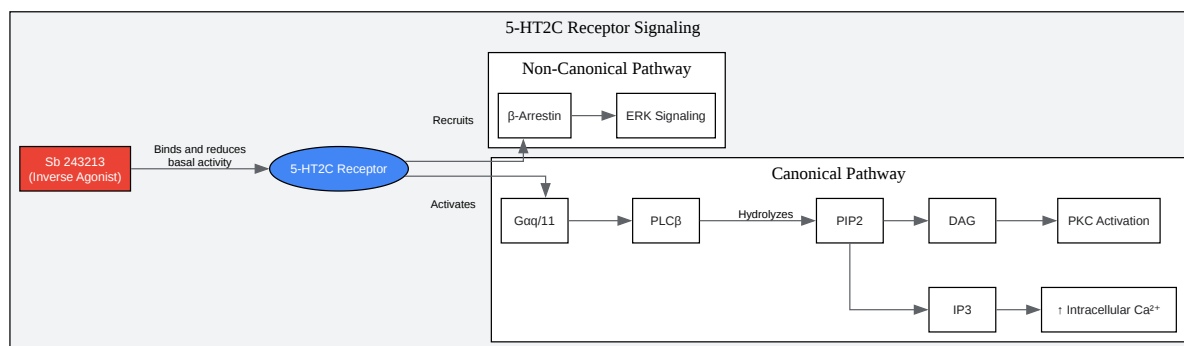 5-HT2C Receptor Signaling
Non-Canonical Pathway
β-Arrestin
ERK Signaling
Recruits
Sb 243213
(Inverse Agonist)
Binds and reduces
basal activity
5-HT2C Receptor
Activates
Canonical Pathway
Gαq/11
PLCβ
Hydrolyzes
PIP2
DAG
PKC Activation
IP3
↑ Intracellular Ca²⁺